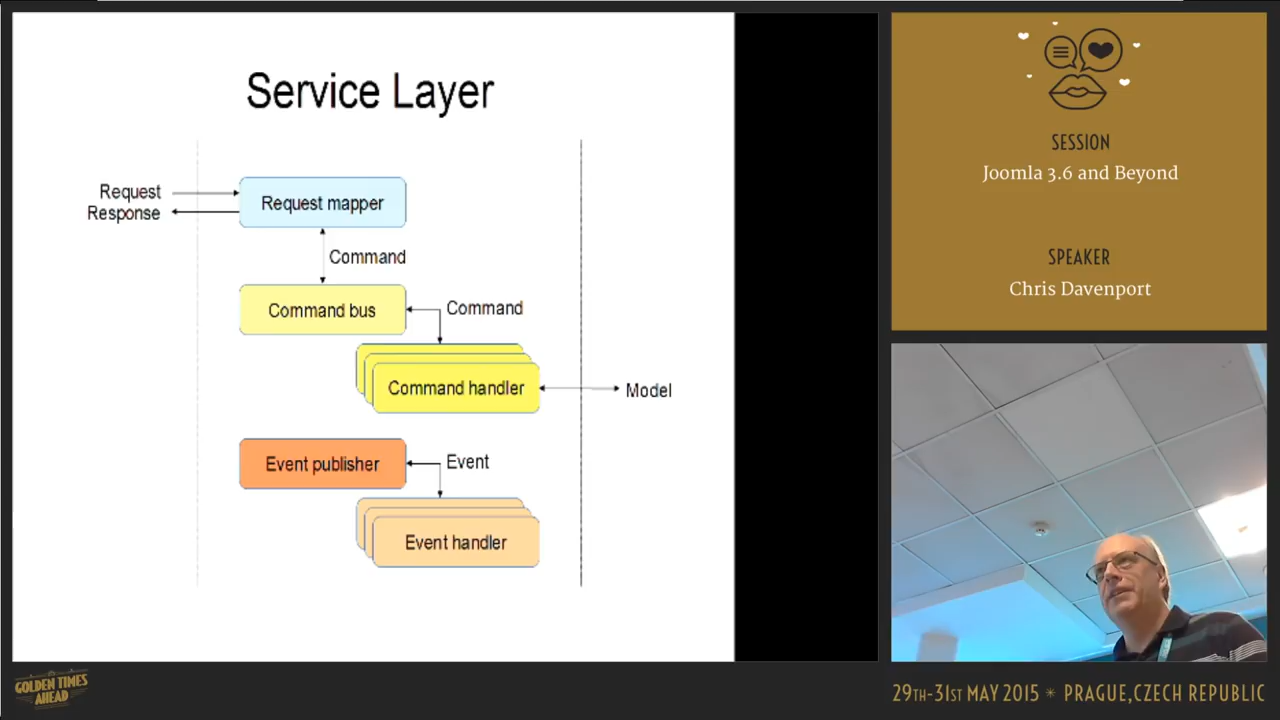 Service Layer
Request
Response
Request mapper
Command
Command bus
Command
Command handler
Model
Event publisher
Event
Event handler
SESSION
Joomla 3.6 and Beyond
SPEAKER
Chris Davenport
GOLDEN TIMES
AHEAD
29TH-31ST MAY 2015 * PRAGUE, CZECH REPUBLIC